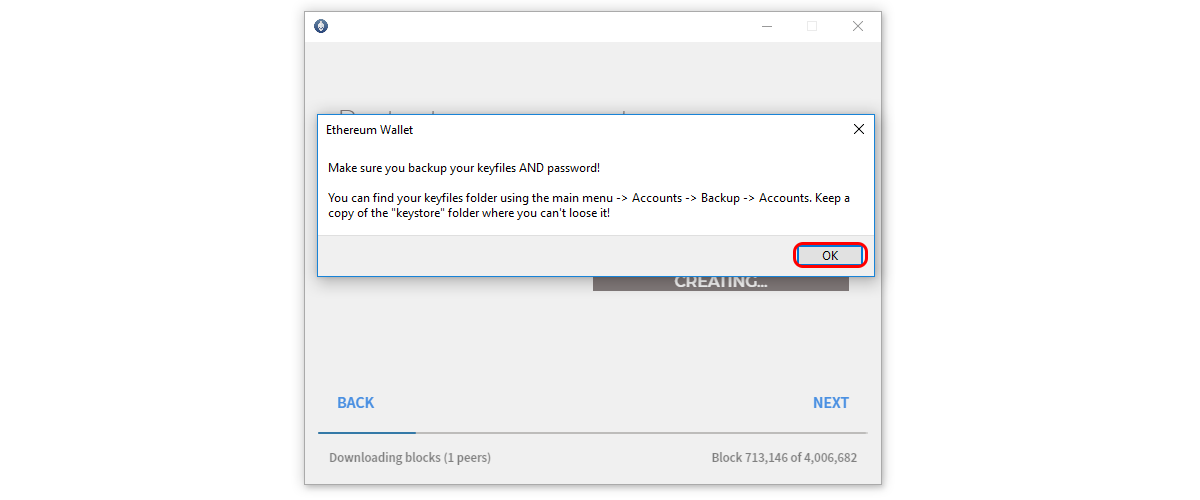 Ethereum Wallet
Make sure you backup your keyfiles AND password!
You can find your keyfiles folder using the main menu -> Accounts -> Backup -> Accounts. Keep a
copy of the "keystore" folder where you can't loose it!
OK
CREATING...
BACK
NEXT
Downloading blocks (1 peers)
Block 713,146 of 4,006,682